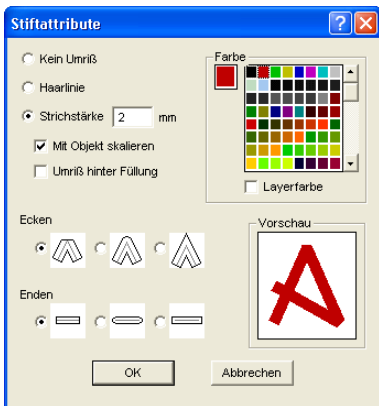 Stiftattribute
Kein Umriß
Haarlinie
Strichstärke 2 mm
Mit Objekt skalieren
Umriß hinter Füllung
Farbe
Layerfarbe
Ecken
Enden
Vorschau
A
OK Abbrechen